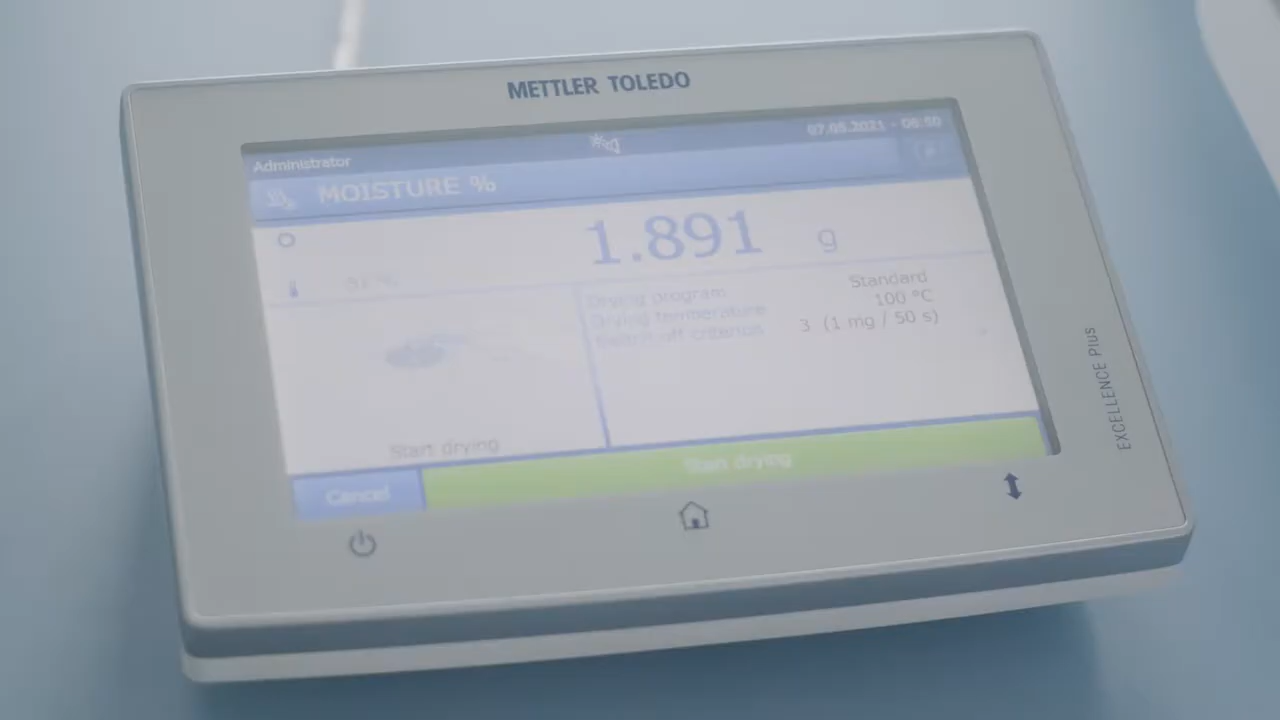 METTLER TOLEDO
07.05.2021 - 06:50
Administrator
MOISTURE %
1.891 g
Drying program Standard
Drying temperature 100 °C
Switch off criterion 3 (1 mg / 50 s)
Start drying
Cancel
Start drying
EXCELLENCE Plus